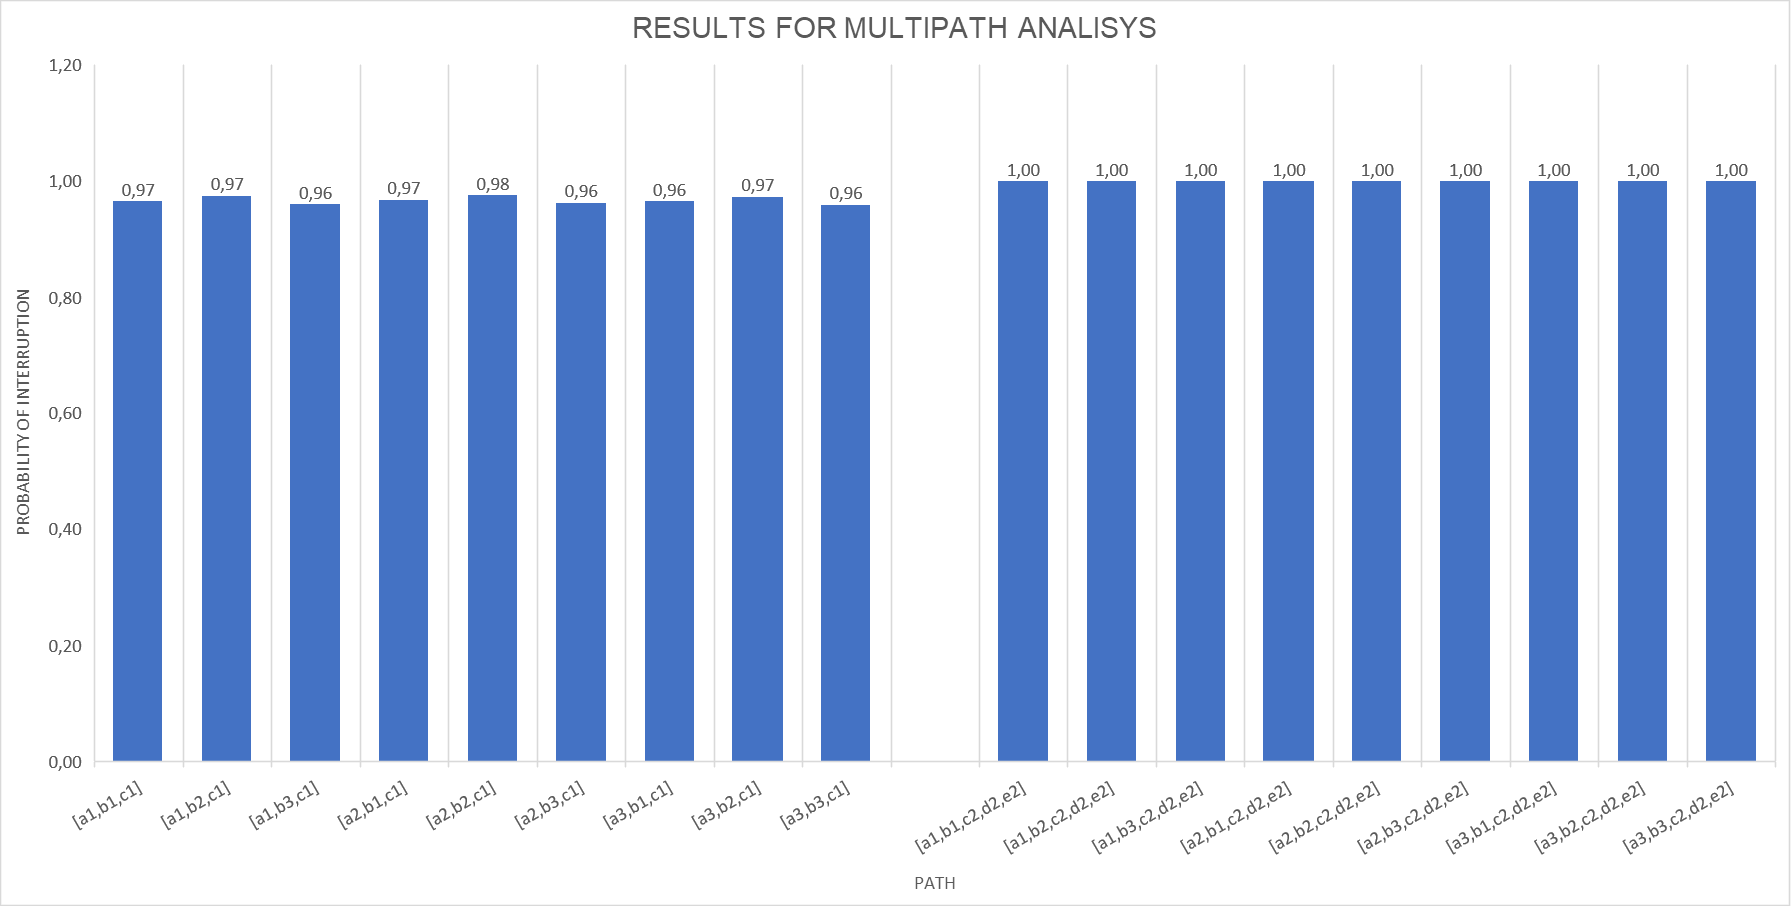 RESULTS FOR MULTIPATH ANALISYS
1,20
1,00
0,80
0,60
0,40
0,20
0,00
PROBABILITY OF INTERRUPTION
0,97
0,97
0,96
0,97
0,98
0,96
0,96
0,97
0,96
1,00
1,00
1,00
1,00
1,00
1,00
1,00
1,00
1,00
[a1,b1,c1]
[a1,b2,c1]
[a1,b3,c1]
[a2,b1,c1]
[a2,b2,c1]
[a2,b3,c1]
[a3,b1,c1]
[a3,b2,c1]
[a3,b3,c1]
[a1,b1,c2,d2,e2]
[a1,b2,c2,d2,e2]
[a1,b3,c2,d2,e2]
[a2,b1,c2,d2,e2]
[a2,b2,c2,d2,e2]
[a2,b3,c2,d2,e2]
[a3,b1,c2,d2,e2]
[a3,b2,c2,d2,e2]
[a3,b3,c2,d2,e2]
PATH